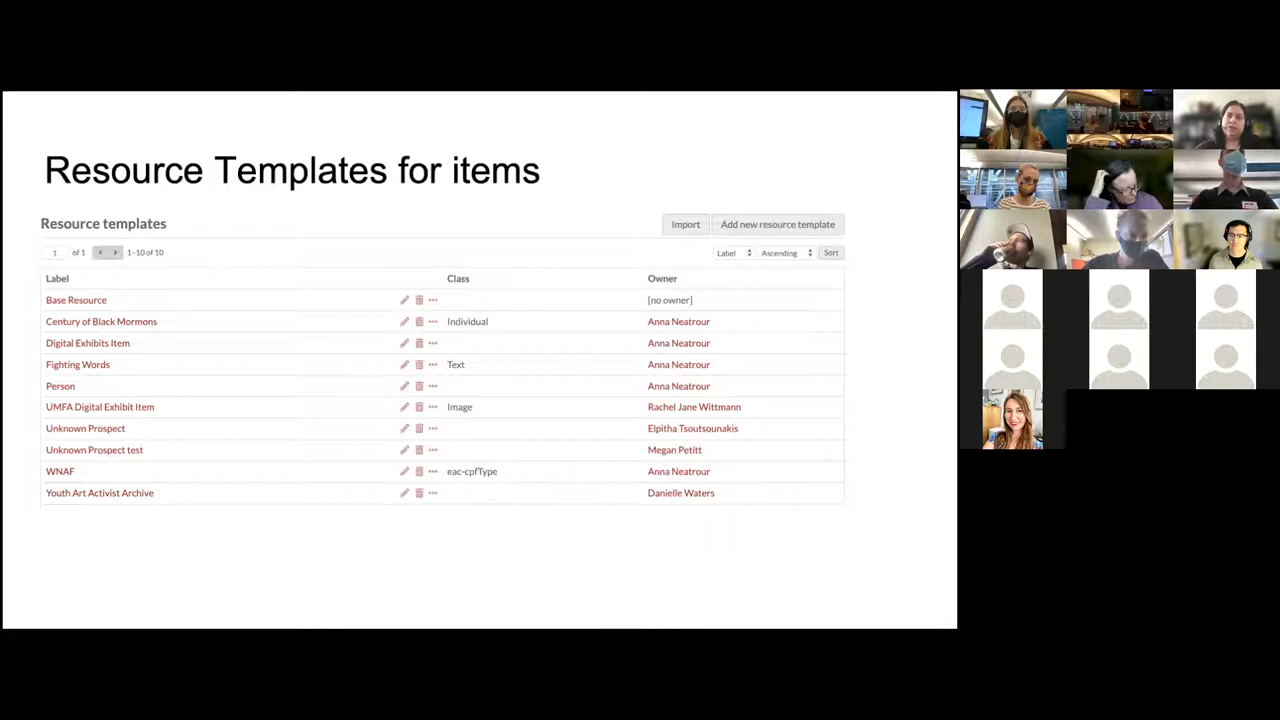 Resource Templates for items
Resource templates
Import
Add new resource template
1 of 1 < > 1–10 of 10
Label Ascending Sort
Label Class Owner
Base Resource [no owner]
Century of Black Mormons Individual Anna Neatrour
Digital Exhibits Item Anna Neatrour
Fighting Words Text Anna Neatrour
Person Anna Neatrour
UMFA Digital Exhibit Item Image Rachel Jane Wittmann
Unknown Prospect Elpitha Tsoutsounakis
Unknown Prospect test Megan Petitt
WNAF eac-cpfType Anna Neatrour
Youth Art Activist Archive Danielle Waters